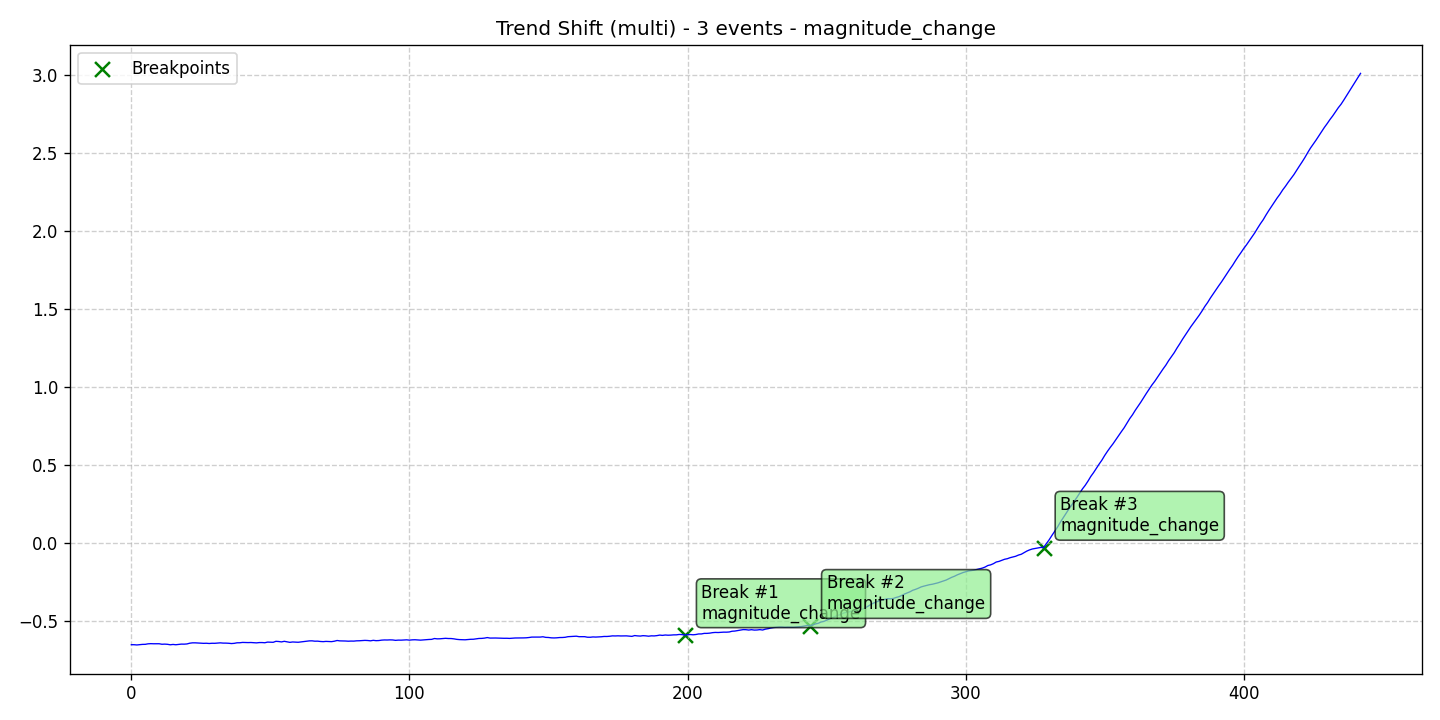 Trend Shift (multi) - 3 events - magnitude_change
Breakpoints
3.0
2.5
2.0
1.5
1.0
0.5
0.0
−0.5
Break #3
magnitude_change
Break #2
magnitude_change
Break #1
magnitude_change
0
100
200
300
400